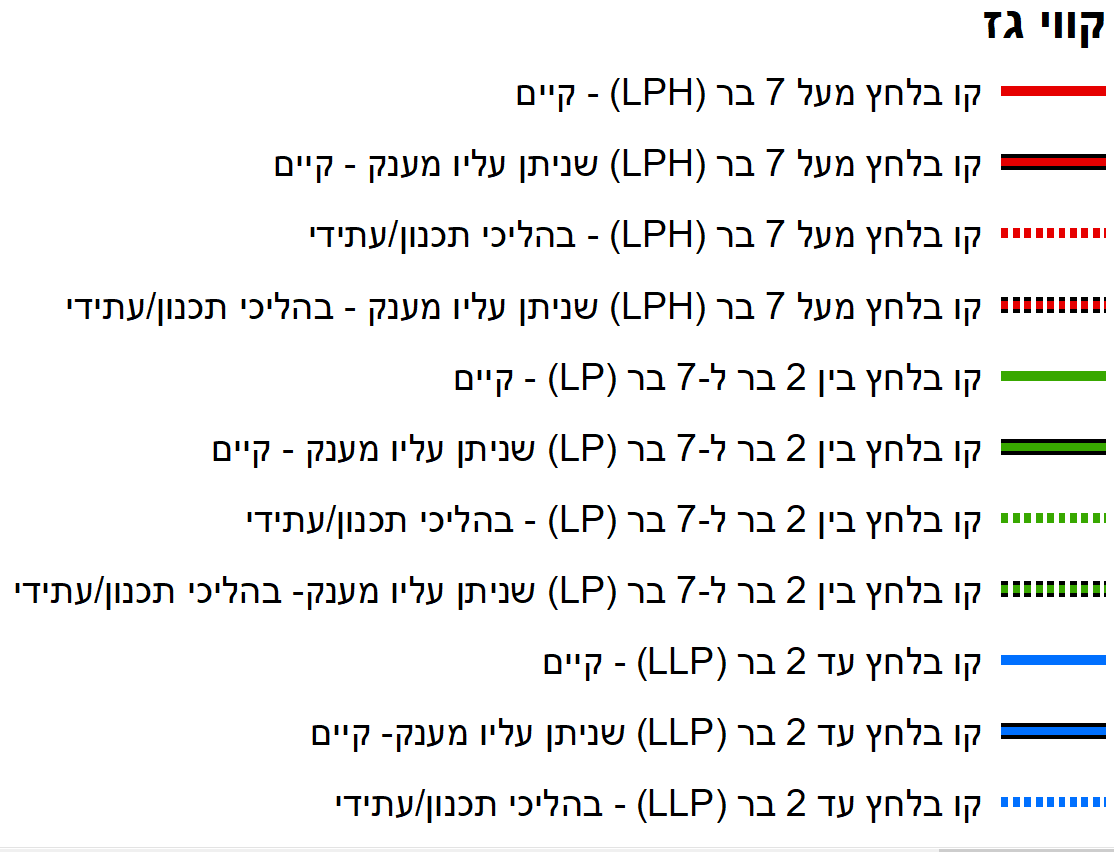 קווי גז
קו בלחץ מעל 7 בר (LPH) - קיים
קו בלחץ מעל 7 בר (LPH) שניתן עליו מענק - קיים
קו בלחץ מעל 7 בר (LPH) - בהליכי תכנון/עתידי
קו בלחץ מעל 7 בר (LPH) שניתן עליו מענק - בהליכי תכנון/עתידי
קו בלחץ בין 2 בר ל-7 בר (LP) - קיים
קו בלחץ בין 2 בר ל-7 בר (LP) שניתן עליו מענק - קיים
קו בלחץ בין 2 בר ל-7 בר (LP) - בהליכי תכנון/עתידי
קו בלחץ בין 2 בר ל-7 בר (LP) שניתן עליו מענק- בהליכי תכנון/עתידי
קו בלחץ עד 2 בר (LLP) - קיים
קו בלחץ עד 2 בר (LLP) שניתן עליו מענק- קיים
קו בלחץ עד 2 בר (LLP) - בהליכי תכנון/עתידי